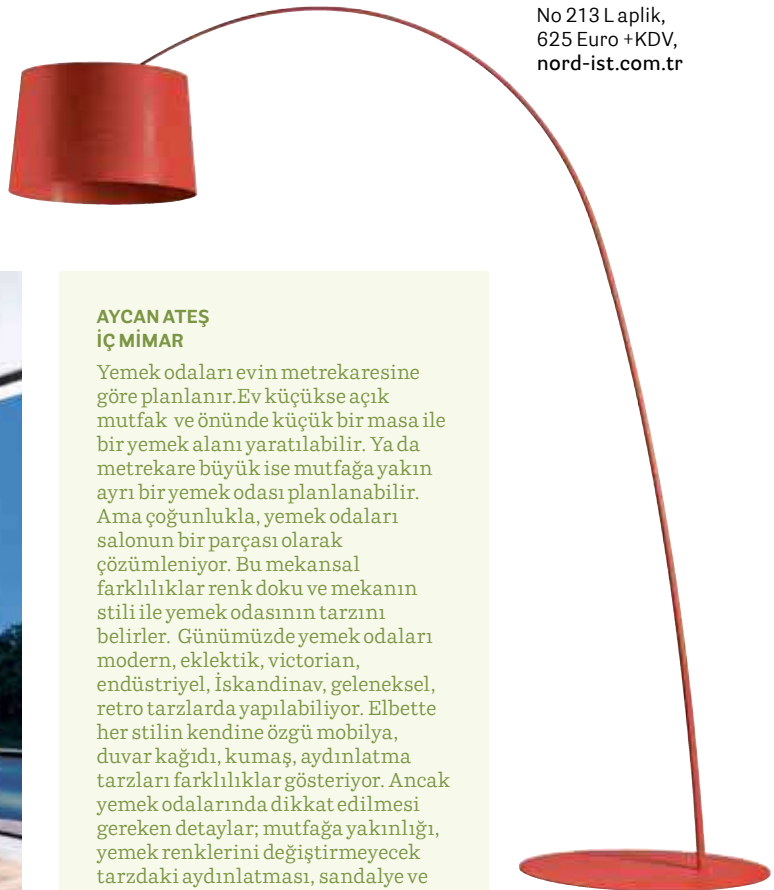 No 213 L aplik,
625 Euro +KDV,
nord-ist.com.tr
AYCAN ATEŞ
İÇ MİMAR
Yemek odaları evin metrekaresine
göre planlanır.Ev küçükse açık
mutfak ve önünde küçük bir masa ile
bir yemek alanı yaratılabilir. Ya da
metrekare büyük ise mutfağa yakın
ayrı bir yemek odası planlanabilir.
Ama çoğunlukla, yemek odaları
salonun bir parçası olarak
çözümleniyor. Bu mekansal
farklılıklar renk doku ve mekanın
stili ile yemek odasının tarzını
belirler. Günümüzde yemek odaları
modern, eklektik, victorian,
endüstriyel, İskandinav, geleneksel,
retro tarzlarda yapılabiliyor. Elbette
her stilin kendine özgü mobilya,
duvar kağıdı, kumaş, aydınlatma
tarzları farklılıklar gösteriyor. Ancak
yemek odalarında dikkat edilmesi
gereken detaylar; mutfağa yakınlığı,
yemek renklerini değiştirmeyecek
tarzdaki aydınlatması, sandalye ve